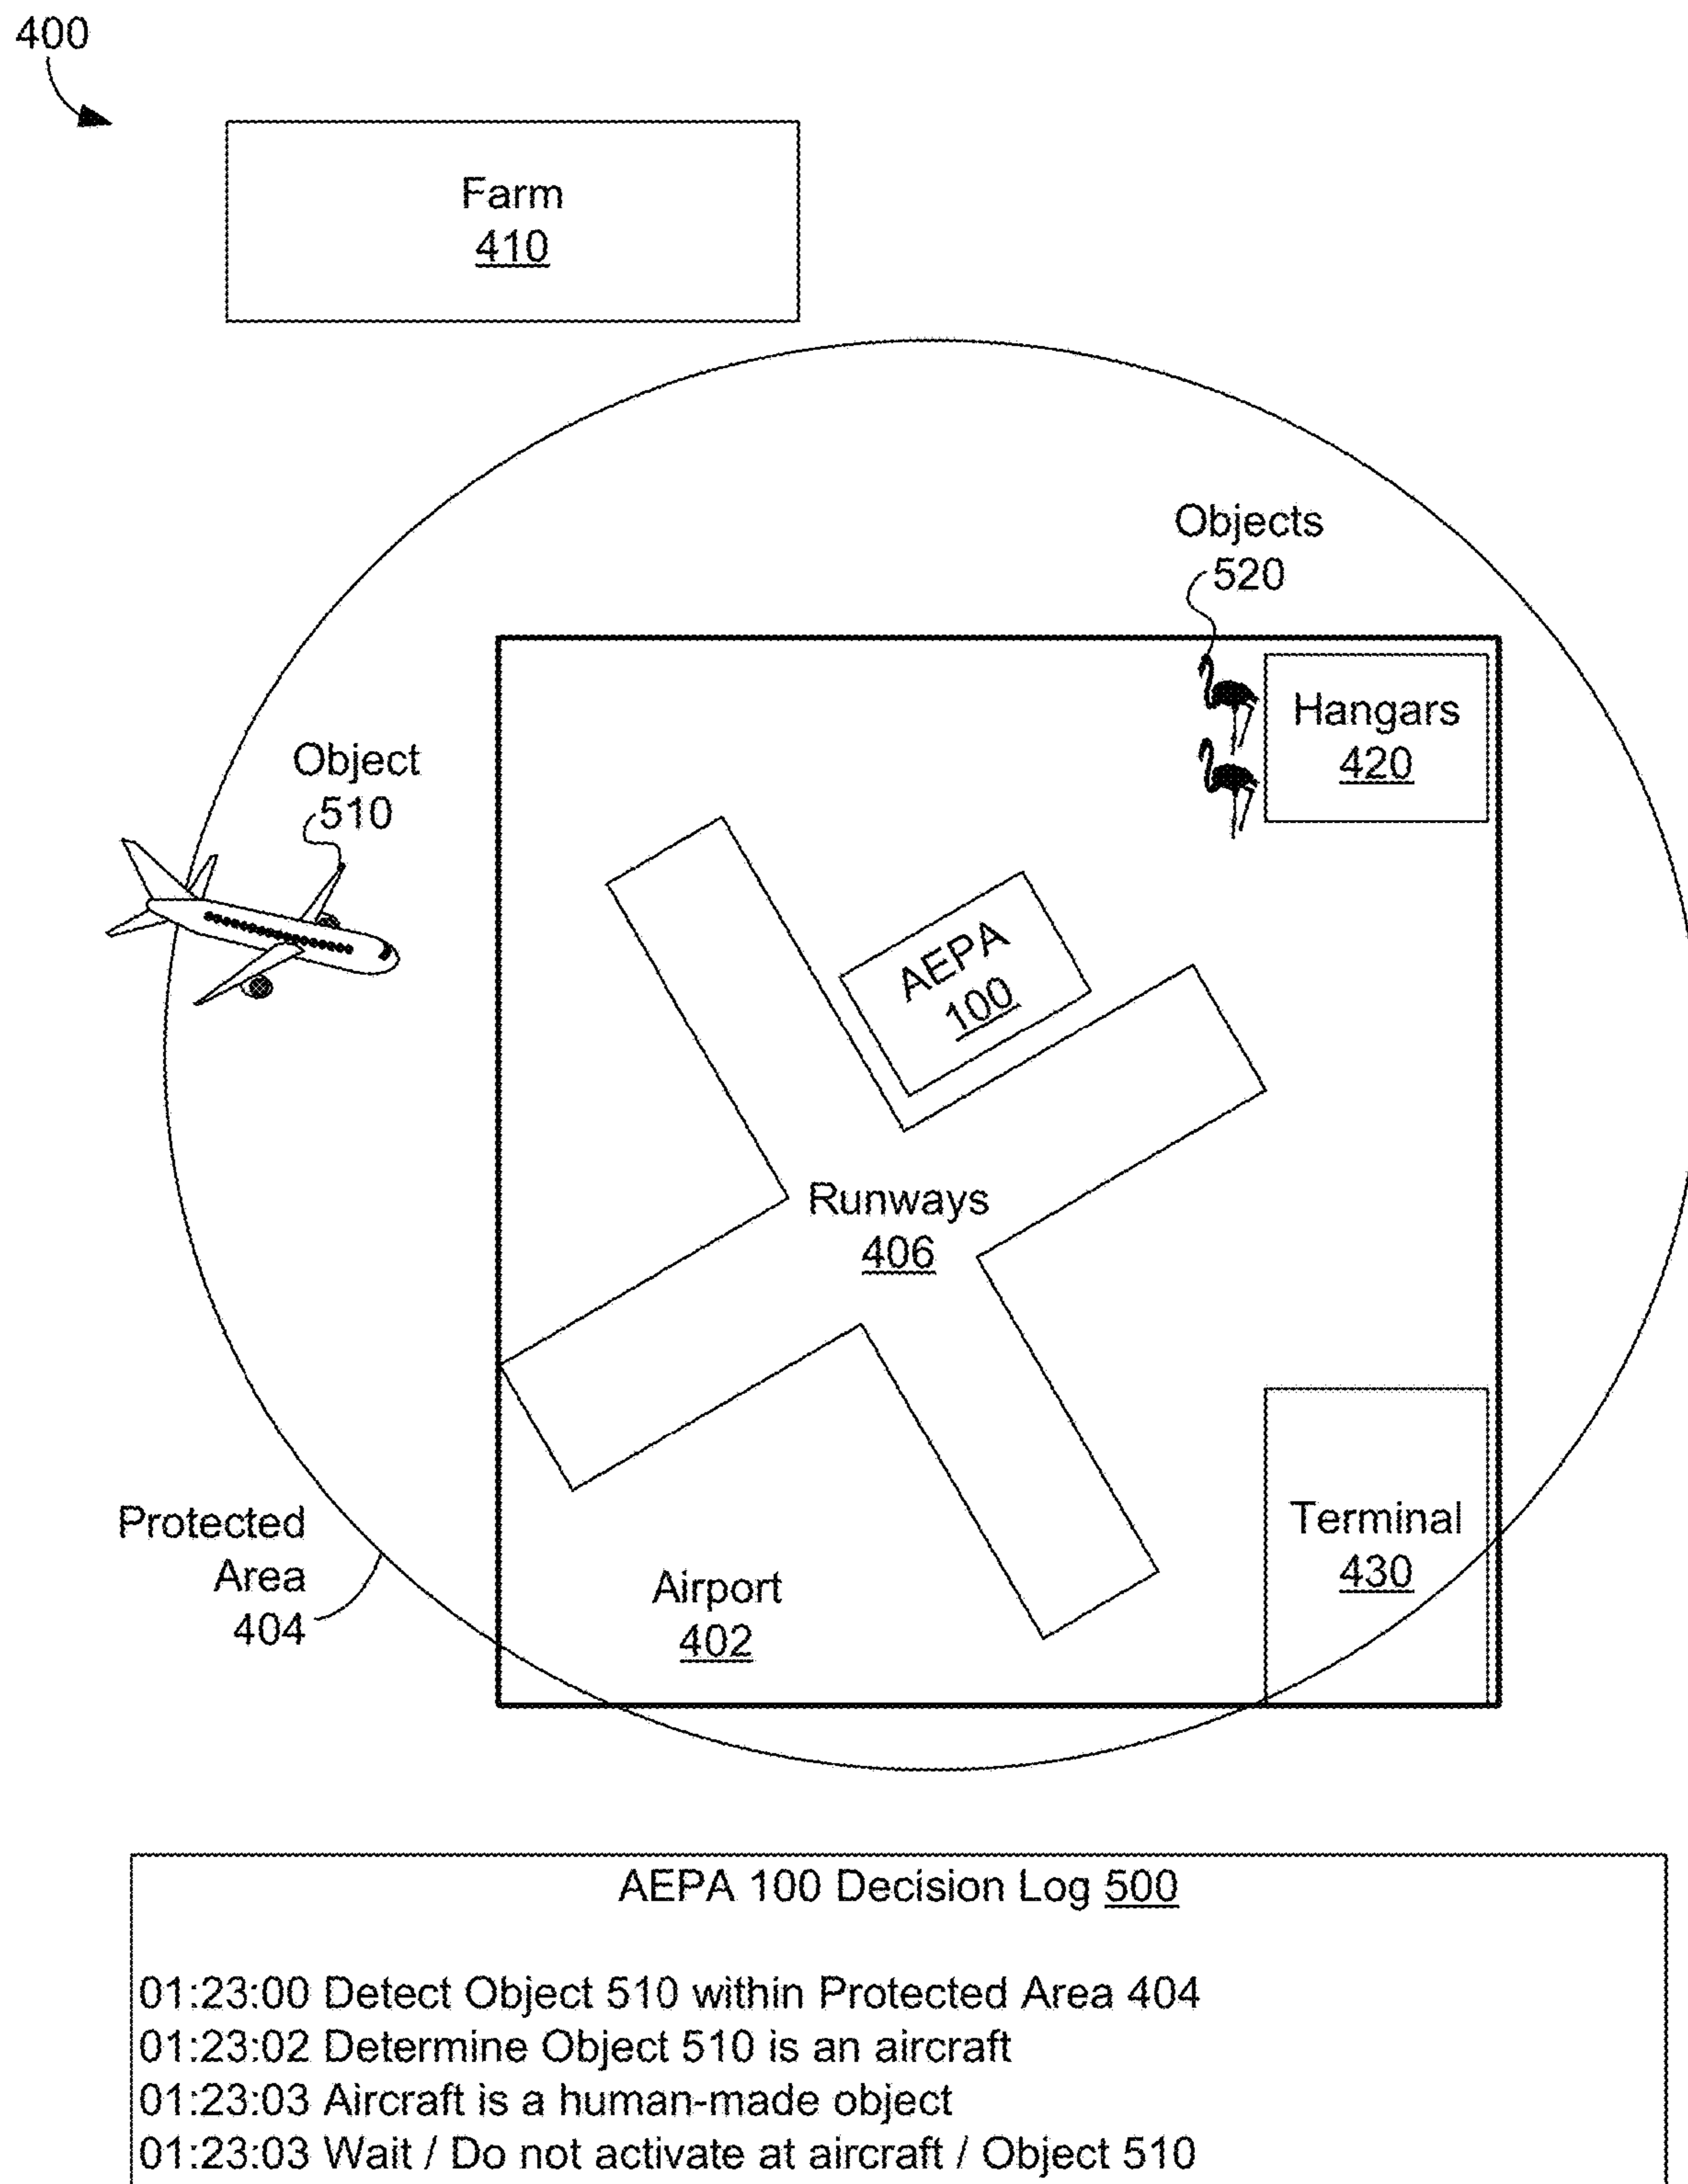 400
Farm
410
Objects
520
Hangars
420
Object
510
AEPA
100
Runways
406
Protected
Area
404
Airport
402
Terminal
430
AEPA 100 Decision Log 500
01:23:00 Detect Object 510 within Protected Area 404
01:23:02 Determine Object 510 is an aircraft
01:23:03 Aircraft is a human-made object
01:23:03 Wait / Do not activate at aircraft / Object 510